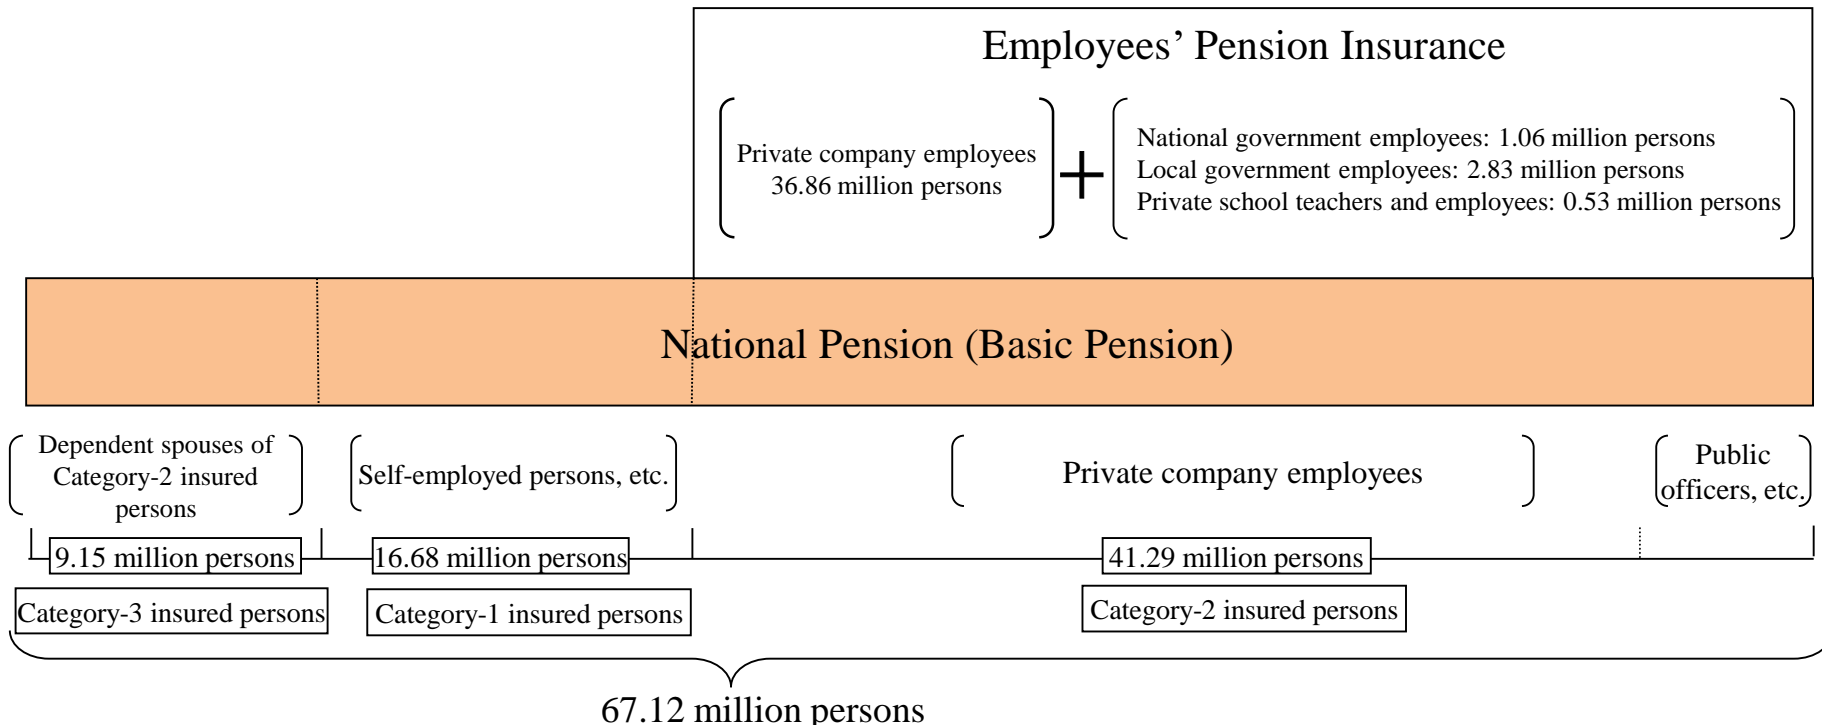 Employees’ Pension Insurance
Private company employees
36.86 million persons
+
National government employees: 1.06 million persons
Local government employees: 2.83 million persons
Private school teachers and employees: 0.53 million persons
National Pension (Basic Pension)
Dependent spouses of
Category-2 insured
persons
Self-employed persons, etc.
Private company employees
Public
officers, etc.
9.15 million persons
16.68 million persons
41.29 million persons
Category-3 insured persons
Category-1 insured persons
Category-2 insured persons
67.12 million persons